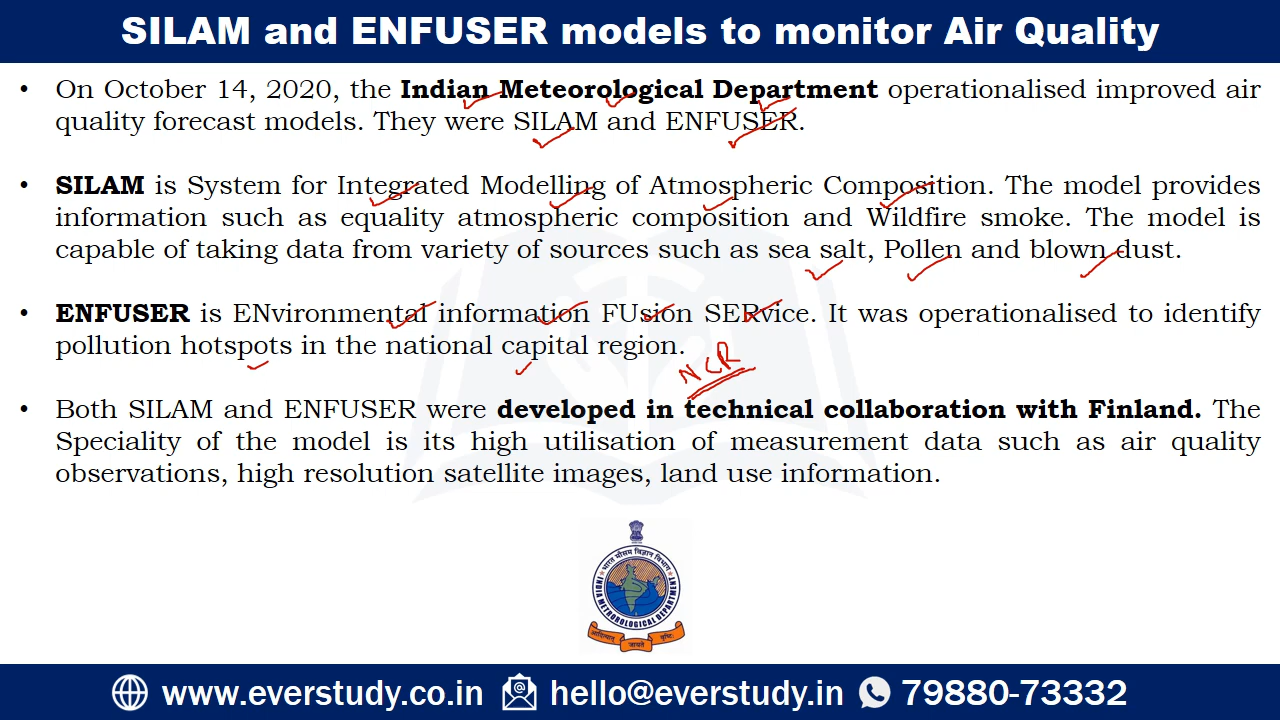 SILAM and ENFUSER models to monitor Air Quality
• On October 14, 2020, the Indian Meteorological Department operationalised improved air
quality forecast models. They were SILAM and ENFUSER.
• SILAM is System for Integrated Modelling of Atmospheric Composition. The model provides
information such as equality atmospheric composition and Wildfire smoke. The model is
capable of taking data from variety of sources such as sea salt, Pollen and blown dust.
• ENFUSER is ENvironmental information FUsion SERvice. It was operationalised to identify
pollution hotspots in the national capital region.
NCR
• Both SILAM and ENFUSER were developed in technical collaboration with Finland. The
Speciality of the model is its high utilisation of measurement data such as air quality
observations, high resolution satellite images, land use information.
भारत मौसम विज्ञान विभाग
INDIA METEOROLOGICAL DEPARTMENT
आदित्यात् जायते वृष्टिः
www.everstudy.co.in hello@everstudy.in 79880-73332